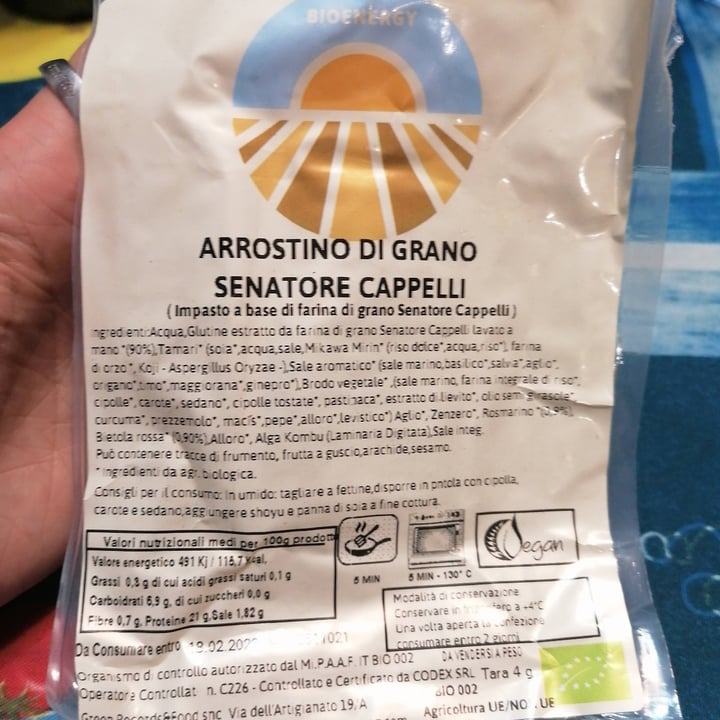 BIOENERGY
ARROSTINO DI GRANO
SENATORE CAPPELLI
( Impasto a base di farina di grano Senatore Cappelli )
Ingredienti:Acqua,Glutine estratto da farina di grano Senatore Cappelli lavato a
mano *(90%),Tamari* (soia*,acqua,sale,Mikawa Mirin* (riso dolce*,acqua,riso*), farina
di orzo*, Koji - Aspergillus Oryzae -),Sale aromatico* (sale marino,basilico*,salvia*,aglio*,
origano*,timo*,maggiorana*,ginepro*),Brodo vegetale* ,(sale marino, farina integrale di riso*,
cipolle*, carote*, sedano*, cipolle tostate*, pastinaca*, estratto di lievito*, olio semi girasole*,
curcuma*, prezzemolo*, macis*,pepe*,alloro*,levistico*) Aglio*, Zenzero*, Rosmarino *(0,9%)
Bietola rossa* (0,90%),Alloro*, Alga Kombu (Laminaria Digitata),Sale integ.
Può contenere tracce di frumento, frutta a guscio,arachide,sesamo.
* Ingredienti da agr. biologica.
Consigli per il consumo: In umido: tagliare a fettine,disporre in pntola con cipolla,
carote e sedano,aggiungere shoyu e panna di soia a fine cottura.
Valori nutrizionali medi per 100g prodotto
Valore energetico 491 Kj / 116,7 Kcal,
Grassi 0,8 g di cui acidi grassi saturi 0,1 g
Carboidrati 6,9 g, di cui zuccheri 0,0 g
Fibre 0,7 g, Proteine 21 g,Sale 1,82 g
5 MIN
5 MIN - 130° C
Vegan
Modalità di conservazione
Conservare in frigorifero a +4°C
Una volta aperta la confezione
consumare entro 2 giorni
Da Consumare entro 19.02.202
DA VENDERSI A PESO
Organismo di controllo autorizzato dal Mi.P.A.A.F. IT BIO 002
Tara 4 g
Operatore Controllat n. C226 - Controllato e Certificato da CODEX SRL
BIO 002
Agricoltura UE/NO UE
Green Records&Food snc Via dell'Artigianato 19/A